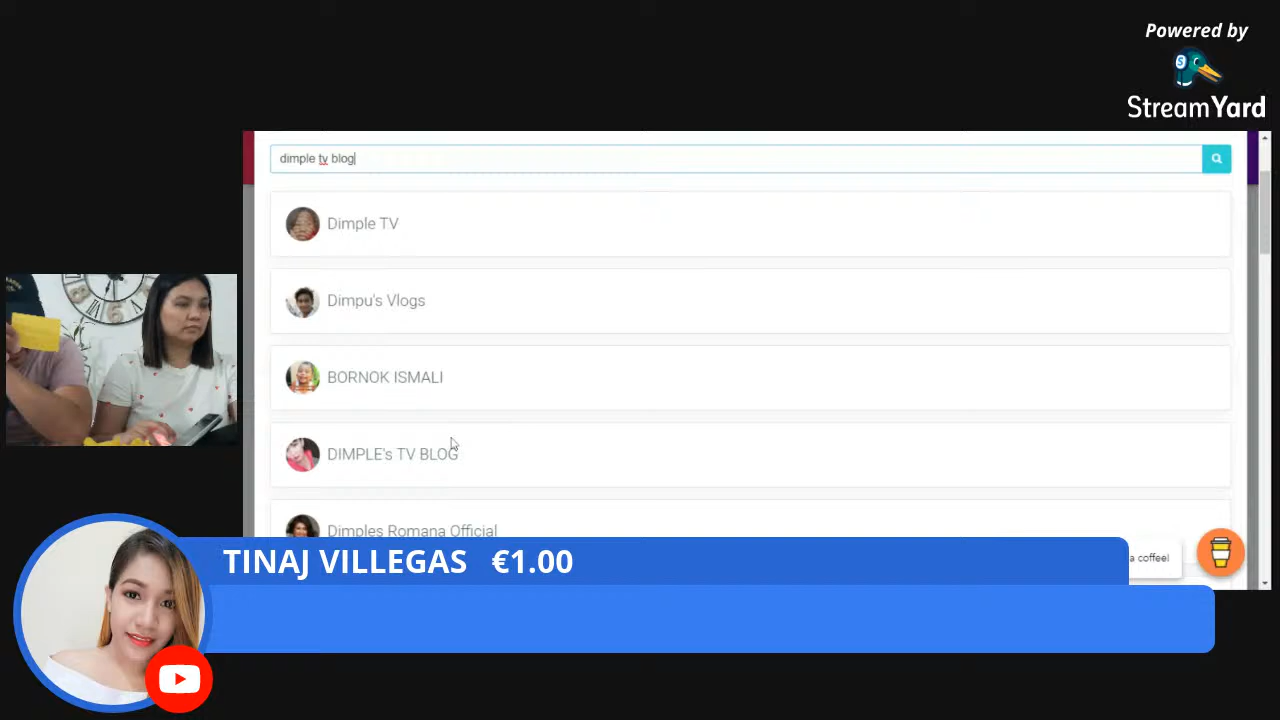 Powered by
StreamYard
dimple tv blog
Dimple TV
Dimpu's Vlogs
BORNOK ISMALI
DIMPLE's TV BLOG
Dimples Romana Official
a coffee!
TINAJ VILLEGAS €1.00